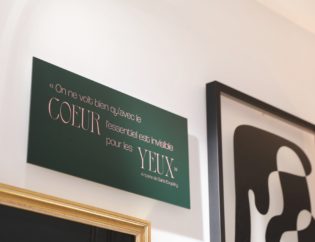 « On ne voit bien qu'avec le
COEUR l'essentiel est invisible
pour les YEUX »